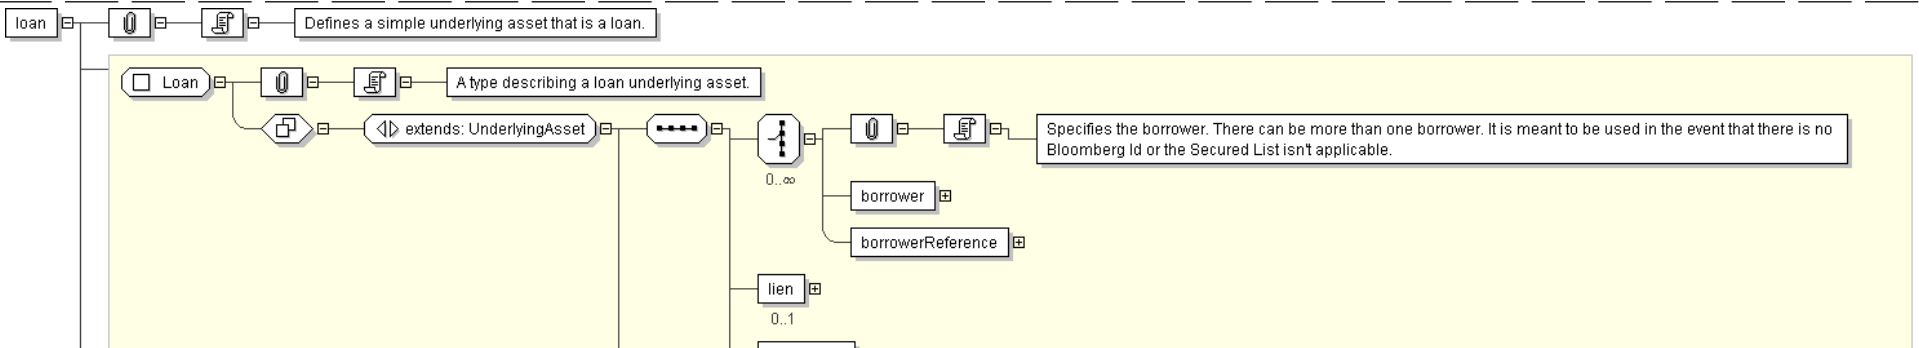 loan
Defines a simple underlying asset that is a loan.
Loan
A type describing a loan underlying asset.
extends: UnderlyingAsset
0..∞
Specifies the borrower. There can be more than one borrower. It is meant to be used in the event that there is no
Bloomberg Id or the Secured List isn't applicable.
borrower
borrowerReference
lien
0..1